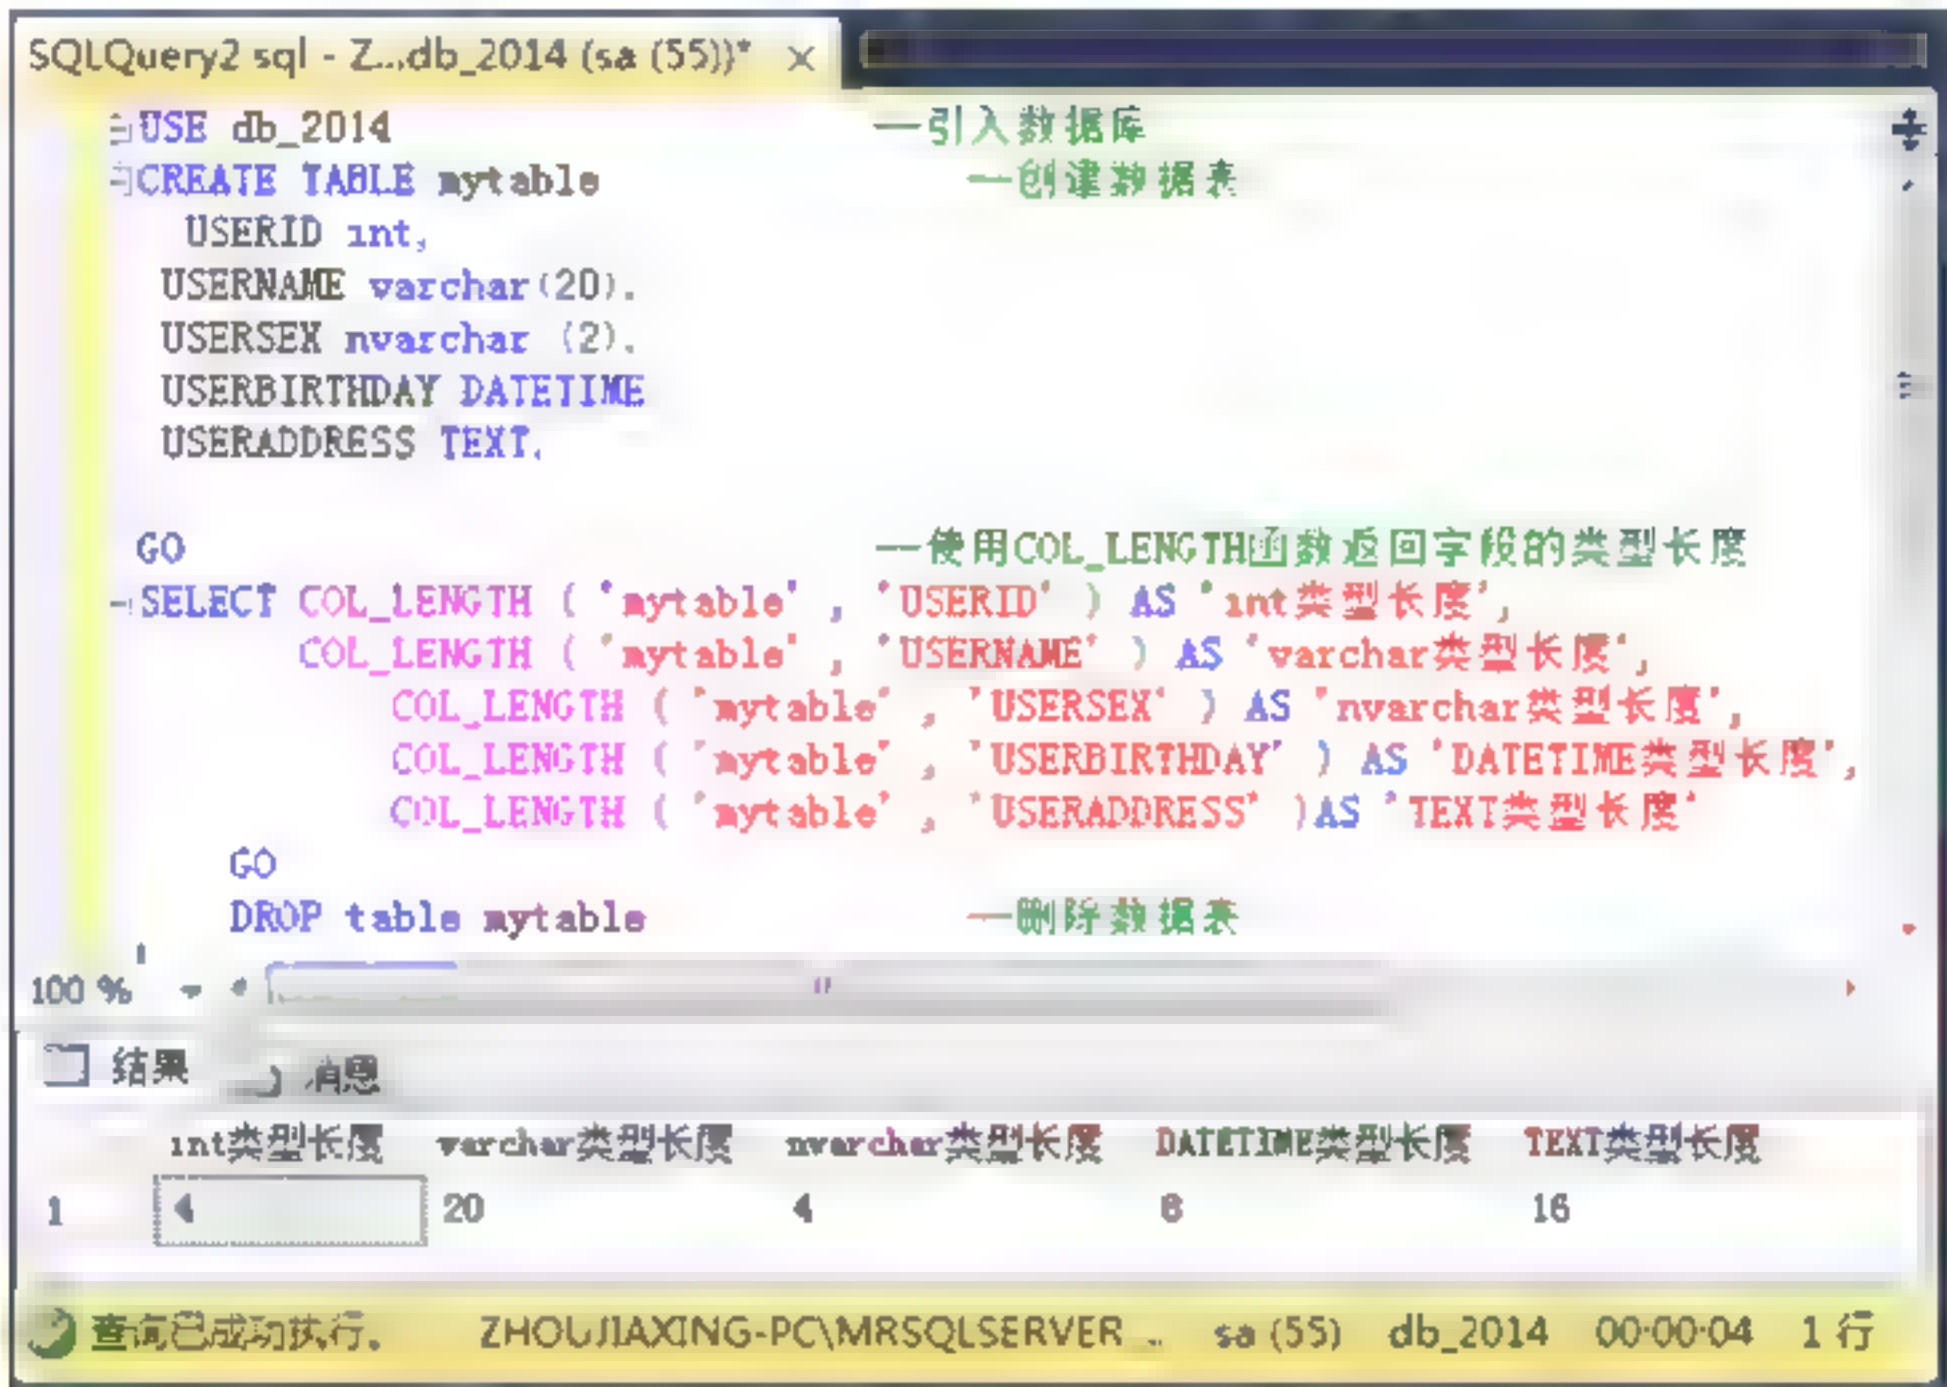 SQLQuery2 sql - Z...db_2014 (sa (55))* ×
USE db_2014 --引入数据库
CREATE TABLE mytable --创建数据表
USERID int,
USERNAME varchar(20).
USERSEX nvarchar (2).
USERBIRTHDAY DATETIME
USERADDRESS TEXT.
GO --使用COL_LENGTH函数返回字段的类型长度
SELECT COL_LENGTH ( 'mytable' , 'USERID' ) AS 'int类型长度',
COL_LENGTH ( 'mytable' , 'USERNAME' ) AS 'varchar类型长度',
COL_LENGTH ( 'mytable' , 'USERSEX' ) AS 'nvarchar类型长度',
COL_LENGTH ( 'mytable' , 'USERBIRTHDAY' ) AS 'DATETIME类型长度',
COL_LENGTH ( 'mytable' , 'USERADDRESS' )AS 'TEXT类型长度'
GO
DROP table mytable --删除数据表
100 %
结果 消息
int类型长度 varchar类型长度 nvarchar类型长度 DATETIME类型长度 TEXT类型长度
1 4 20 4 8 16
查询已成功执行。 ZHOUJIAXING-PC\MRSQLSERVER ... sa (55) db_2014 00:00:04 1 行